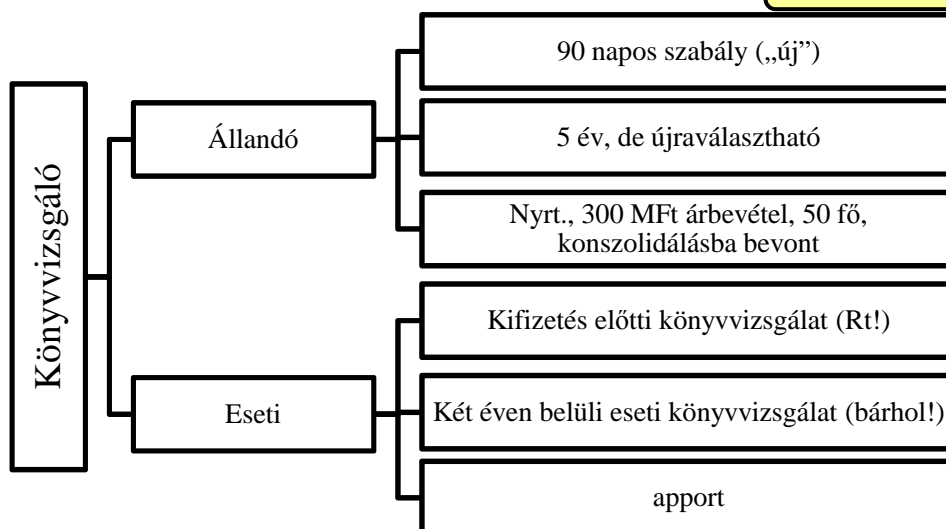 Könyvvizsgáló
Állandó
90 napos szabály („új”)
5 év, de újraválasztható
Nyrt., 300 MFt árbevétel, 50 fő,
konszolidálásba bevont
Eseti
Kifizetés előtti könyvvizsgálat (Rt!)
Két éven belüli eseti könyvvizsgálat (bárhol!)
apport